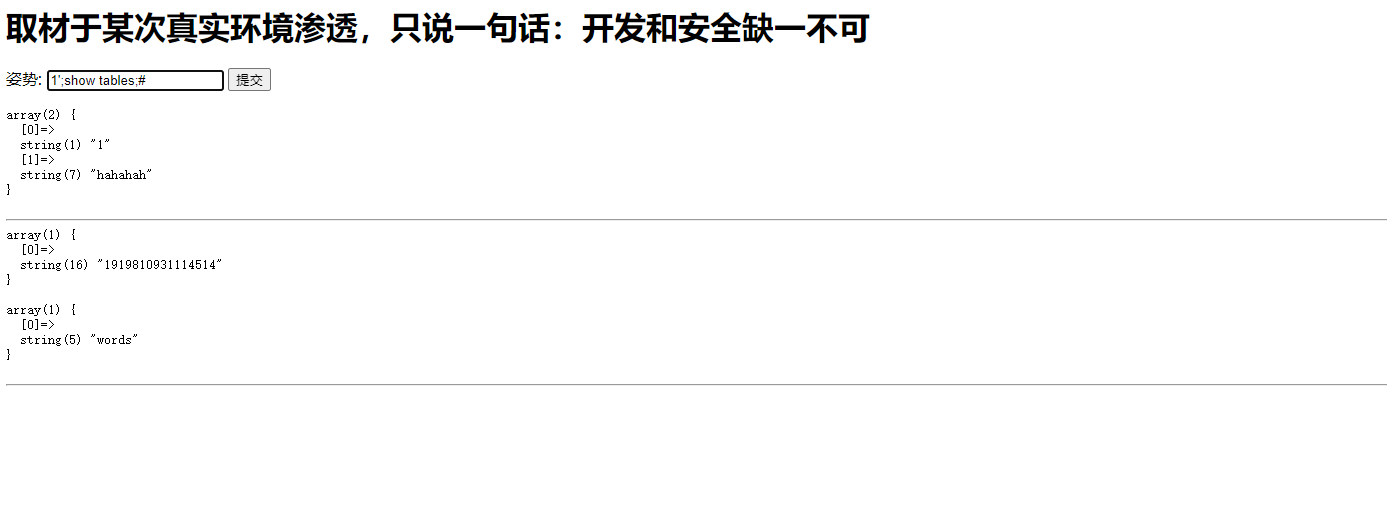 取材于某次真实环境渗透，只说一句话：开发和安全缺一不可
姿势: 1';show tables;# 提交
array(2) {
  [0]=>
  string(1) "1"
  [1]=>
  string(7) "hahahah"
}
array(1) {
  [0]=>
  string(16) "1919810931114514"
}
array(1) {
  [0]=>
  string(5) "words"
}